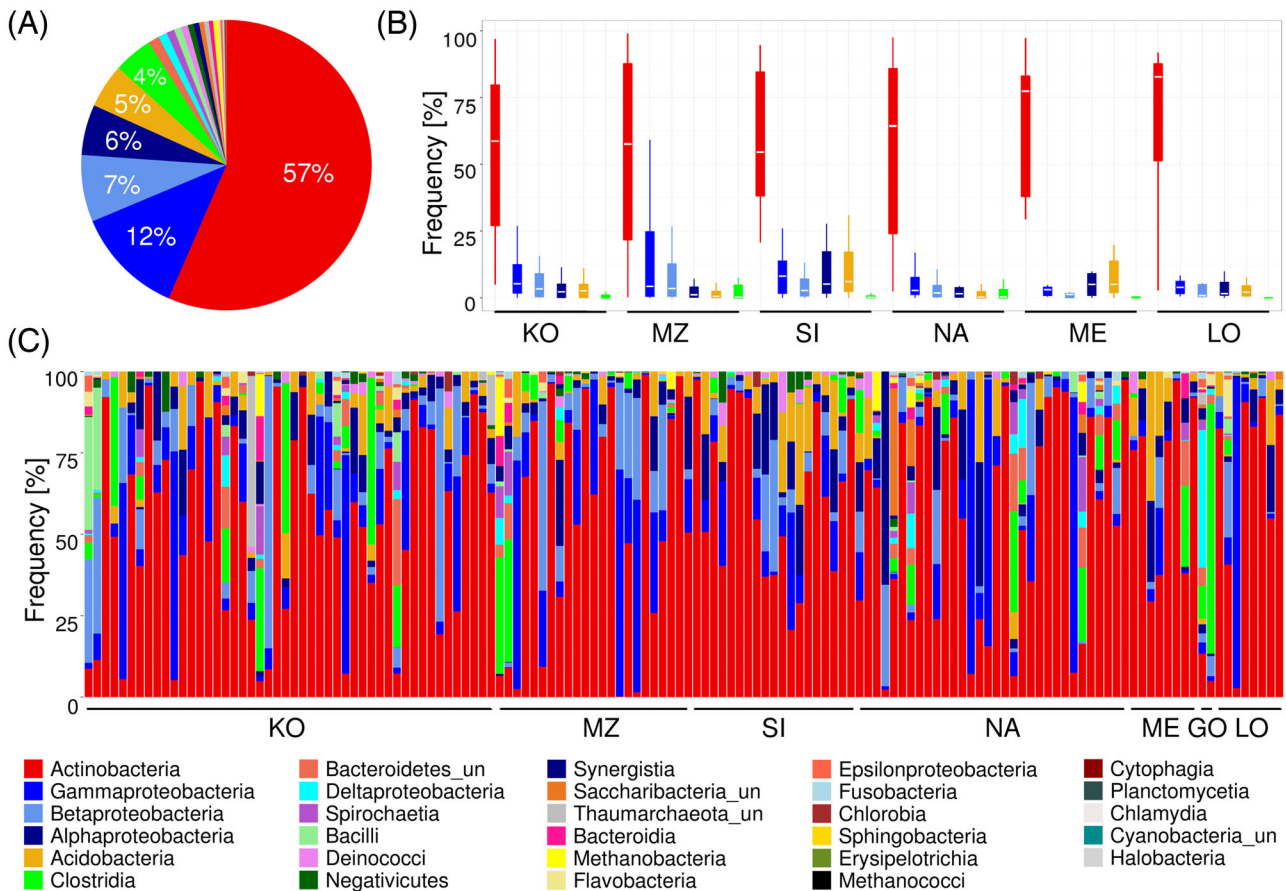 (A)
57%
12%
7%
6%
5%
4%
(B)
Frequency [%]
100
75
50
25
0
KO MZ SI NA ME LO
(C)
Frequency [%]
100
75
50
25
0
KO MZ SI NA ME GO LO
Actinobacteria
Gammaproteobacteria
Betaproteobacteria
Alphaproteobacteria
Acidobacteria
Clostridia
Bacteroidetes_un
Deltaproteobacteria
Spirochaetia
Bacilli
Deinococci
Negativicutes
Synergistia
Saccharibacteria_un
Thaumarchaeota_un
Bacteroidia
Methanobacteria
Flavobacteria
Epsilonproteobacteria
Fusobacteria
Chlorobia
Sphingobacteria
Erysipelotrichia
Methanococci
Cytophagia
Planctomycetia
Chlamydia
Cyanobacteria_un
Halobacteria